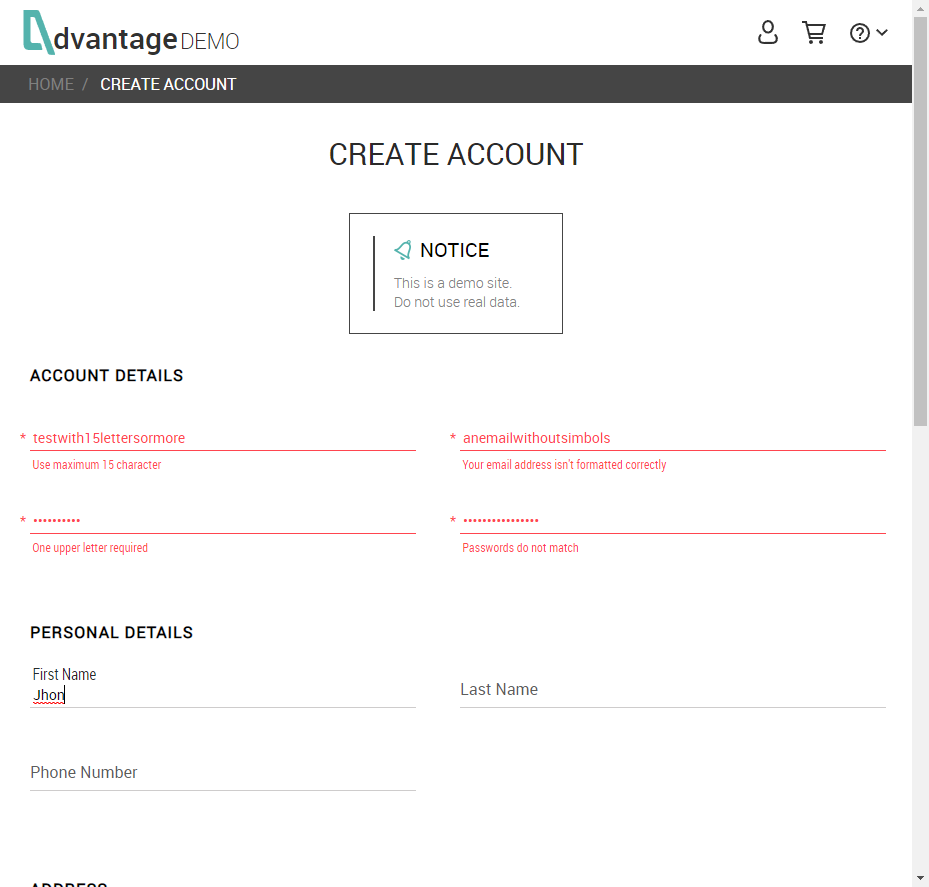 dvantage DEMO
HOME / CREATE ACCOUNT
CREATE ACCOUNT
NOTICE
This is a demo site.
Do not use real data.
ACCOUNT DETAILS
* testwith15lettersormore
Use maximum 15 character
* anemailwithoutsimbols
Your email address isn't formatted correctly
* ••••••••••
One upper letter required
* ••••••••••••••••
Passwords do not match
PERSONAL DETAILS
First Name
Jhon
Last Name
Phone Number
ADDRESS